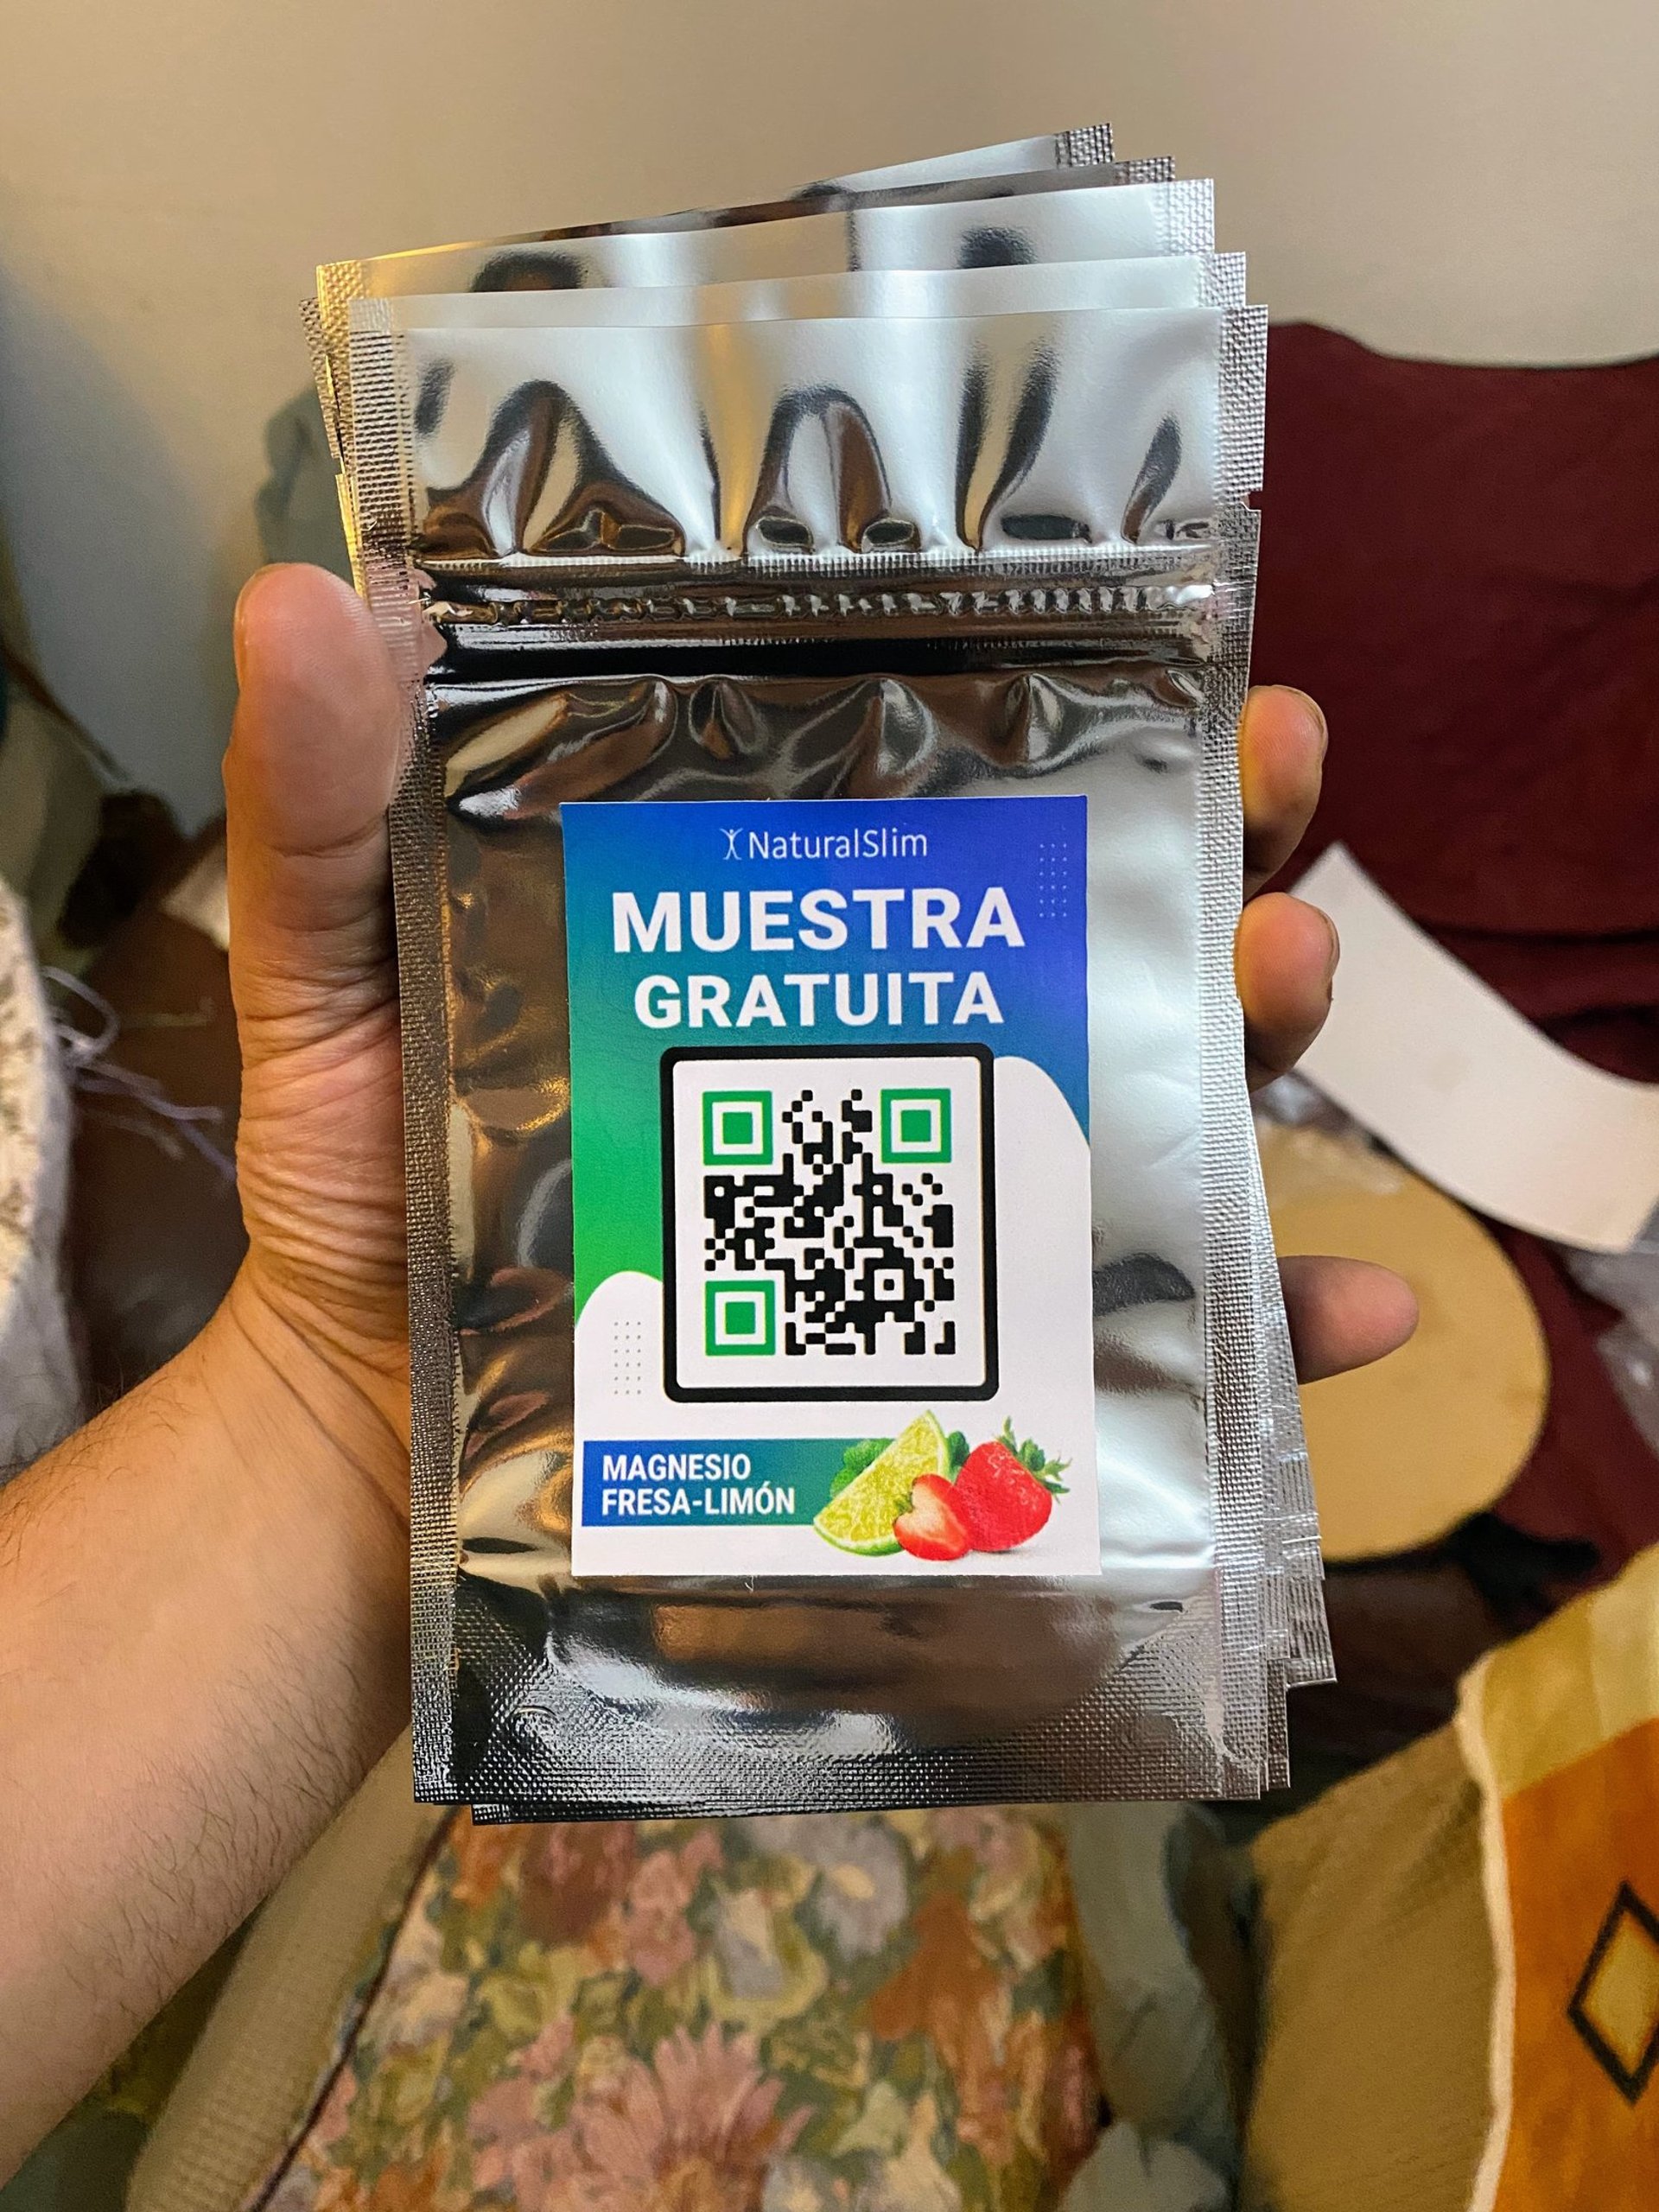 NaturalSlim
MUESTRA
GRATUITA
MAGNESIO
FRESA-LIMÓN